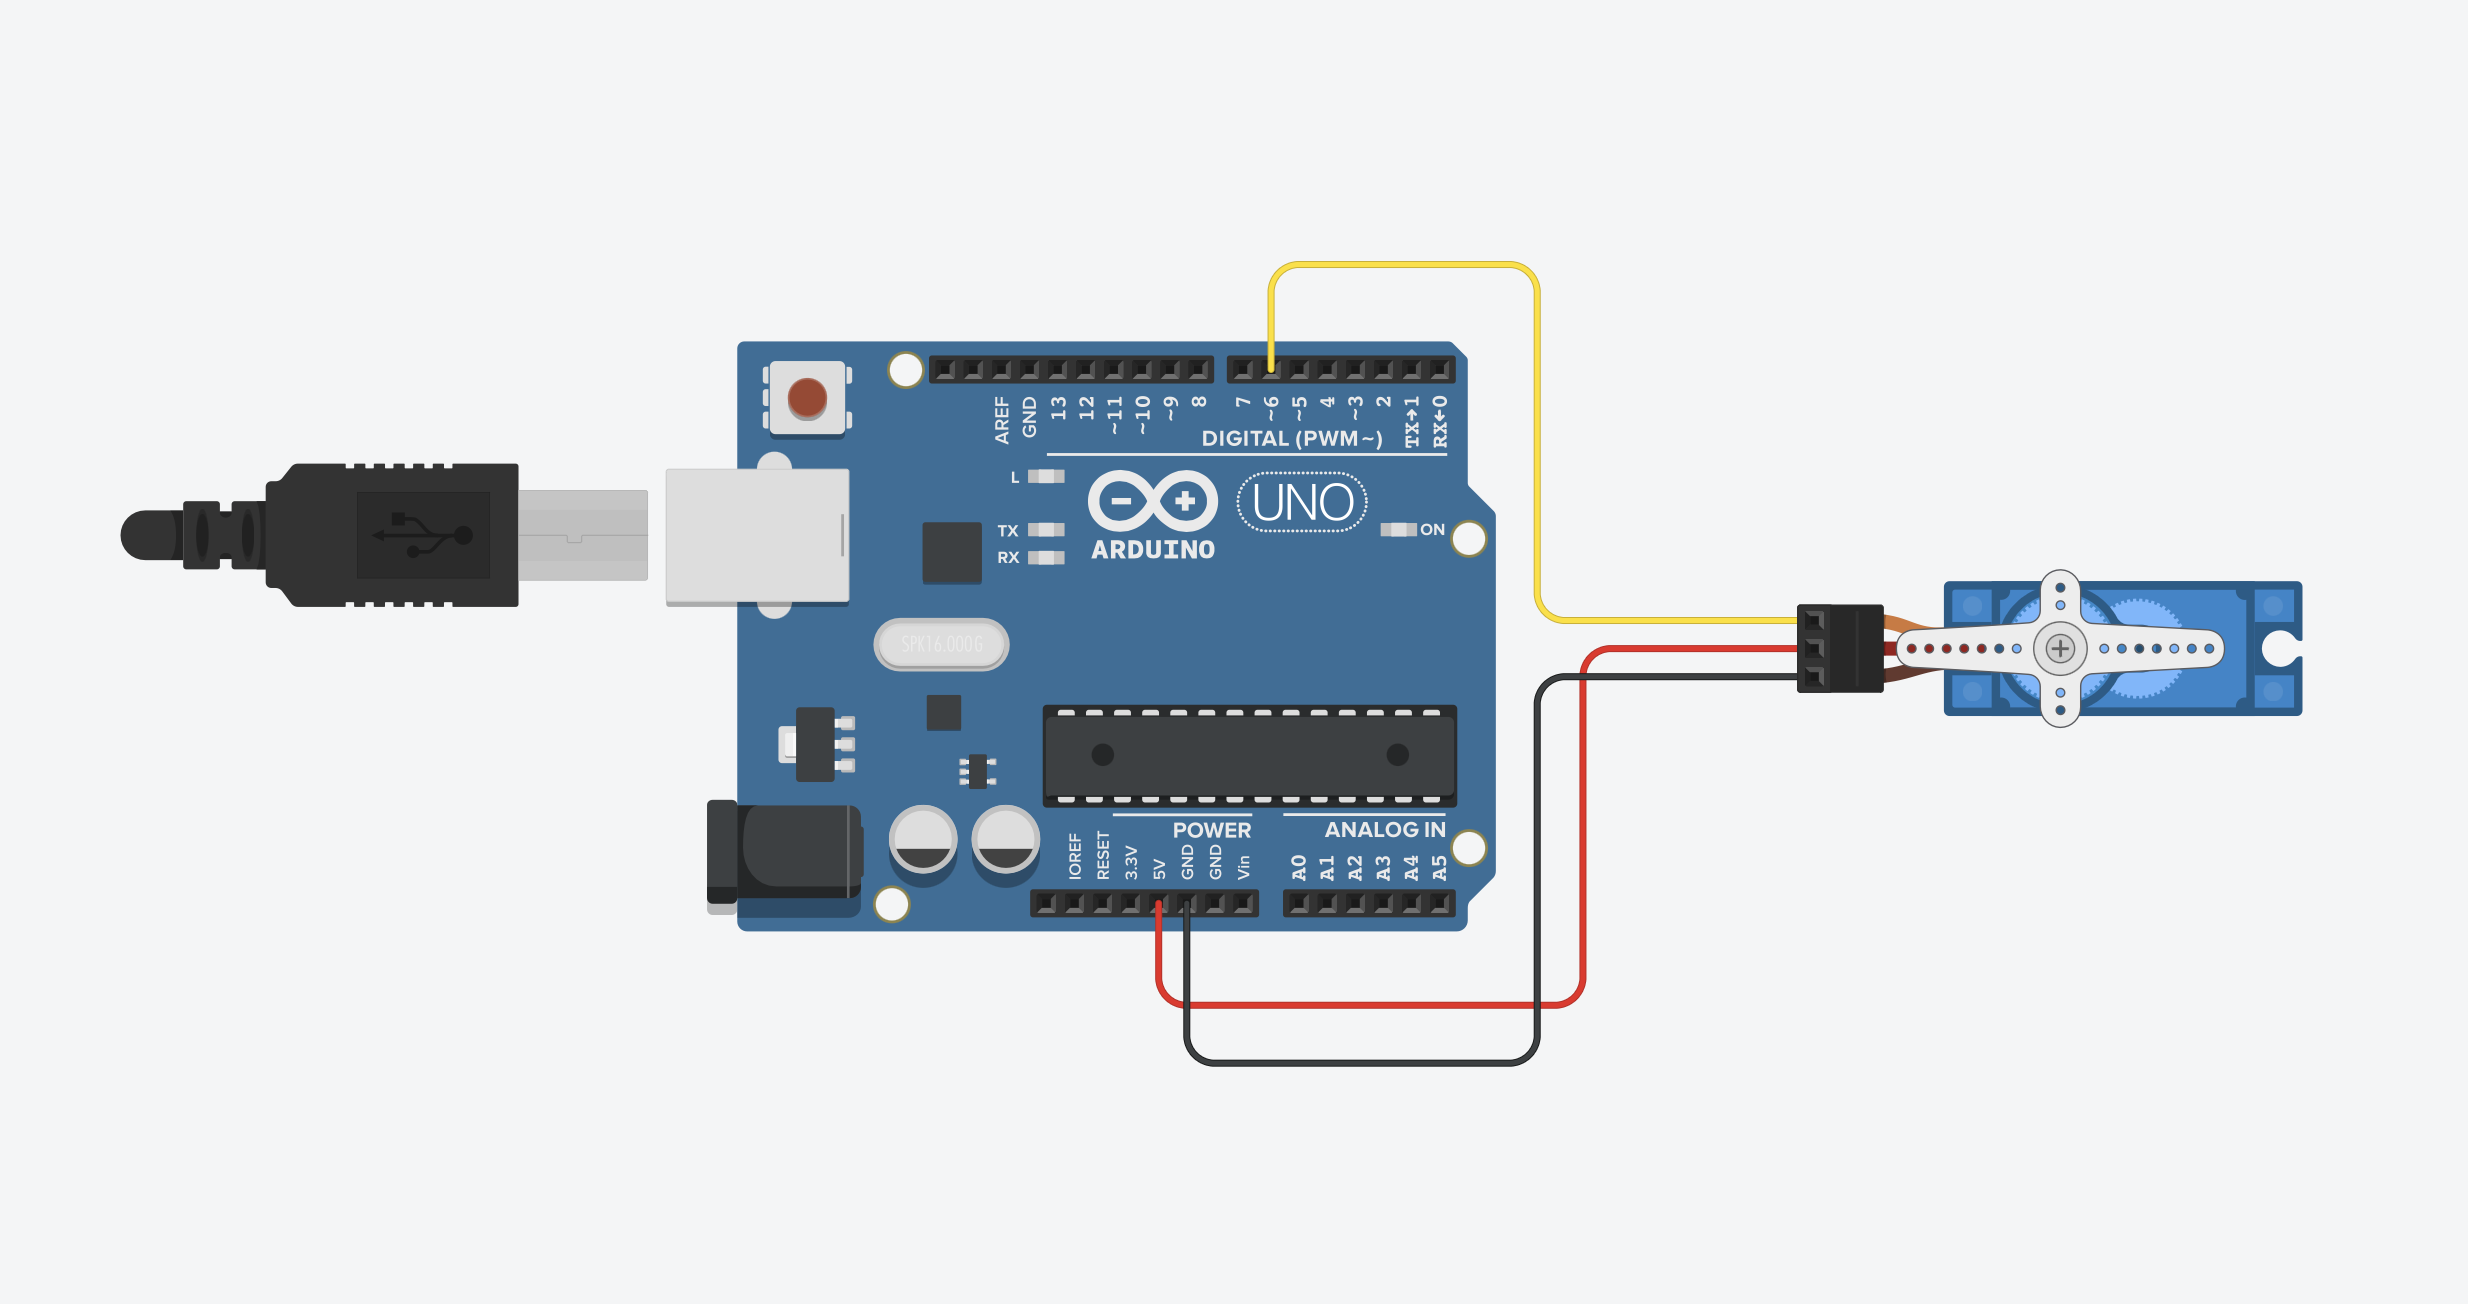 AREF
GND
13
12
~11
~10
~9
8
7
~6
~5
4
~3
2
TX→1
RX←0
DIGITAL (PWM~)
L
TX
RX
UNO
ON
ARDUINO
SPK16.000G
POWER
ANALOG IN
IOREF
RESET
3.3V
5V
GND
GND
Vin
A0
A1
A2
A3
A4
A5